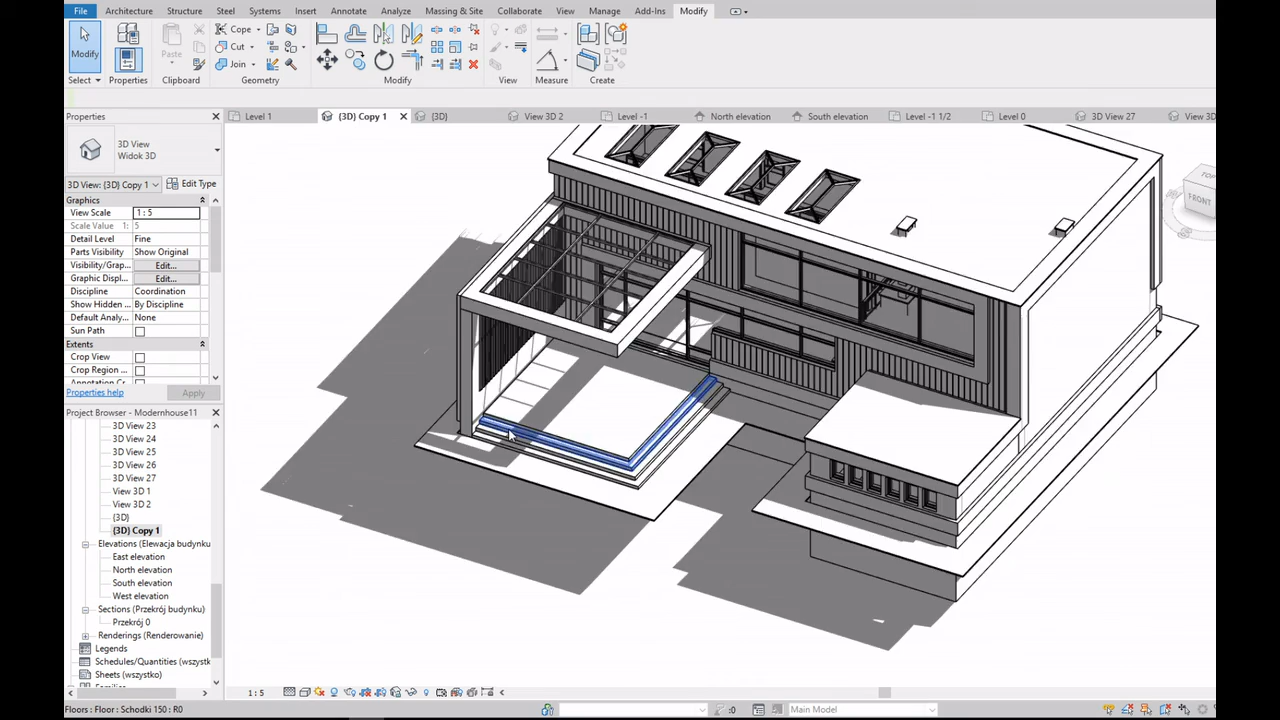 File Architecture Structure Steel Systems Insert Annotate Analyze Massing & Site Collaborate View Manage Add-Ins Modify
Modify
Paste
Cope
Cut
Join
Select Properties Clipboard Geometry Modify View Measure Create
Properties
Level 1 {3D} Copy 1 {3D} View 3D 2 Level -1 North elevation South elevation Level -1 1/2 Level 0 3D View 27 View 3D
3D View
Widok 3D
3D View: {3D} Copy 1 Edit Type
Graphics
View Scale 1 : 5
Scale Value 1: 5
Detail Level Fine
Parts Visibility Show Original
Visibility/Grap... Edit...
Graphic Displ... Edit...
Discipline Coordination
Show Hidden By Discipline
Default Analy... None
Sun Path
Extents
Crop View
Crop Region
Annotation Cr
Properties help Apply
TOP
FRONT
Project Browser - Modernhouse11
3D View 23
3D View 24
3D View 25
3D View 26
3D View 27
View 3D 1
View 3D 2
{3D}
{3D} Copy 1
Elevations (Elewacja budynku
East elevation
North elevation
South elevation
West elevation
Sections (Przekrój budynku)
Przekrój 0
Renderings (Renderowanie)
Legends
Schedules/Quantities (wszystk
Sheets (wszystko)
Families
1 : 5
Floors : Floor : Schodki 150 : R0
:0
Main Model